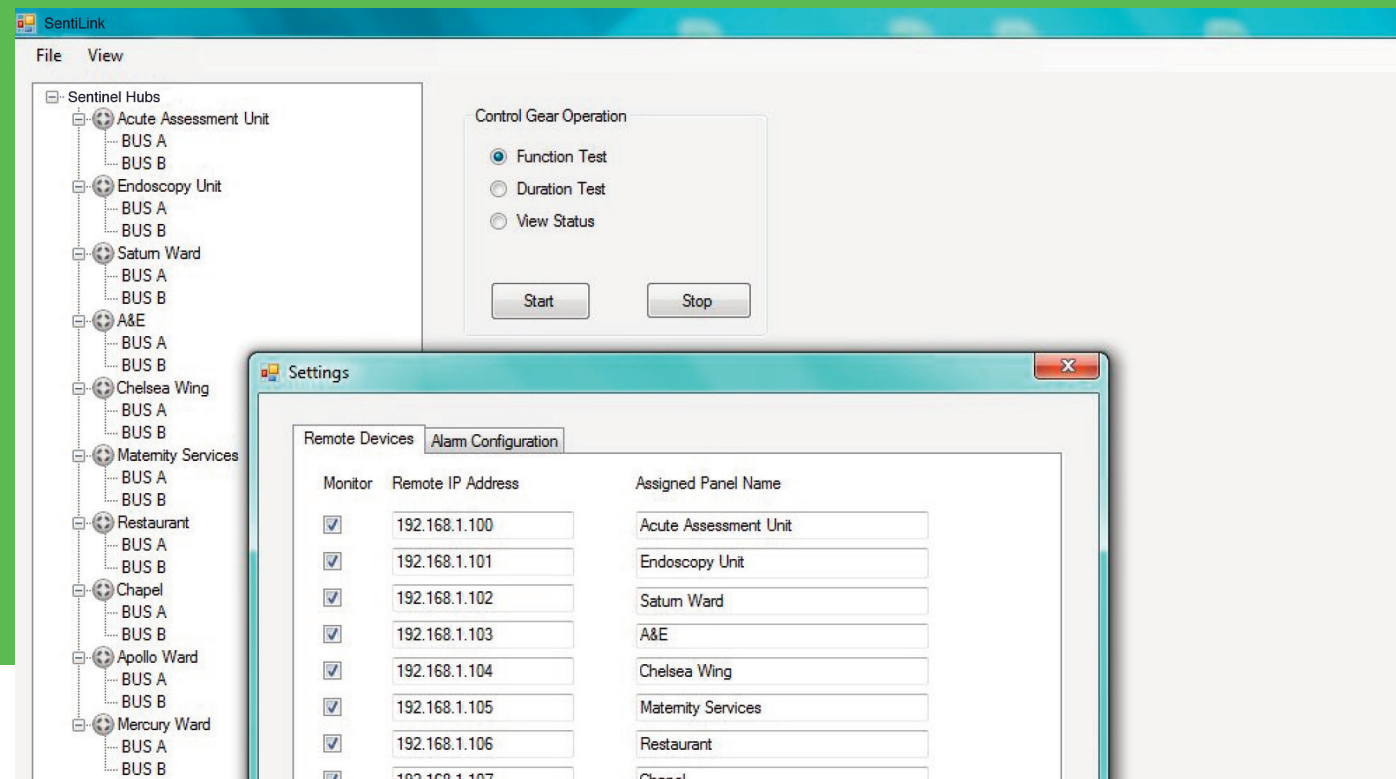 SentiLink
File View
Sentinel Hubs
Acute Assessment Unit
BUS A
BUS B
Endoscopy Unit
BUS A
BUS B
Saturn Ward
BUS A
BUS B
A&E
BUS A
BUS B
Chelsea Wing
BUS A
BUS B
Maternity Services
BUS A
BUS B
Restaurant
BUS A
BUS B
Chapel
BUS A
BUS B
Apollo Ward
BUS A
BUS B
Mercury Ward
BUS A
BUS B
Control Gear Operation
Function Test
Duration Test
View Status
Start Stop
Settings
Remote Devices Alarm Configuration
Monitor Remote IP Address Assigned Panel Name
192.168.1.100 Acute Assessment Unit
192.168.1.101 Endoscopy Unit
192.168.1.102 Saturn Ward
192.168.1.103 A&E
192.168.1.104 Chelsea Wing
192.168.1.105 Maternity Services
192.168.1.106 Restaurant
192.168.1.107 Chapel